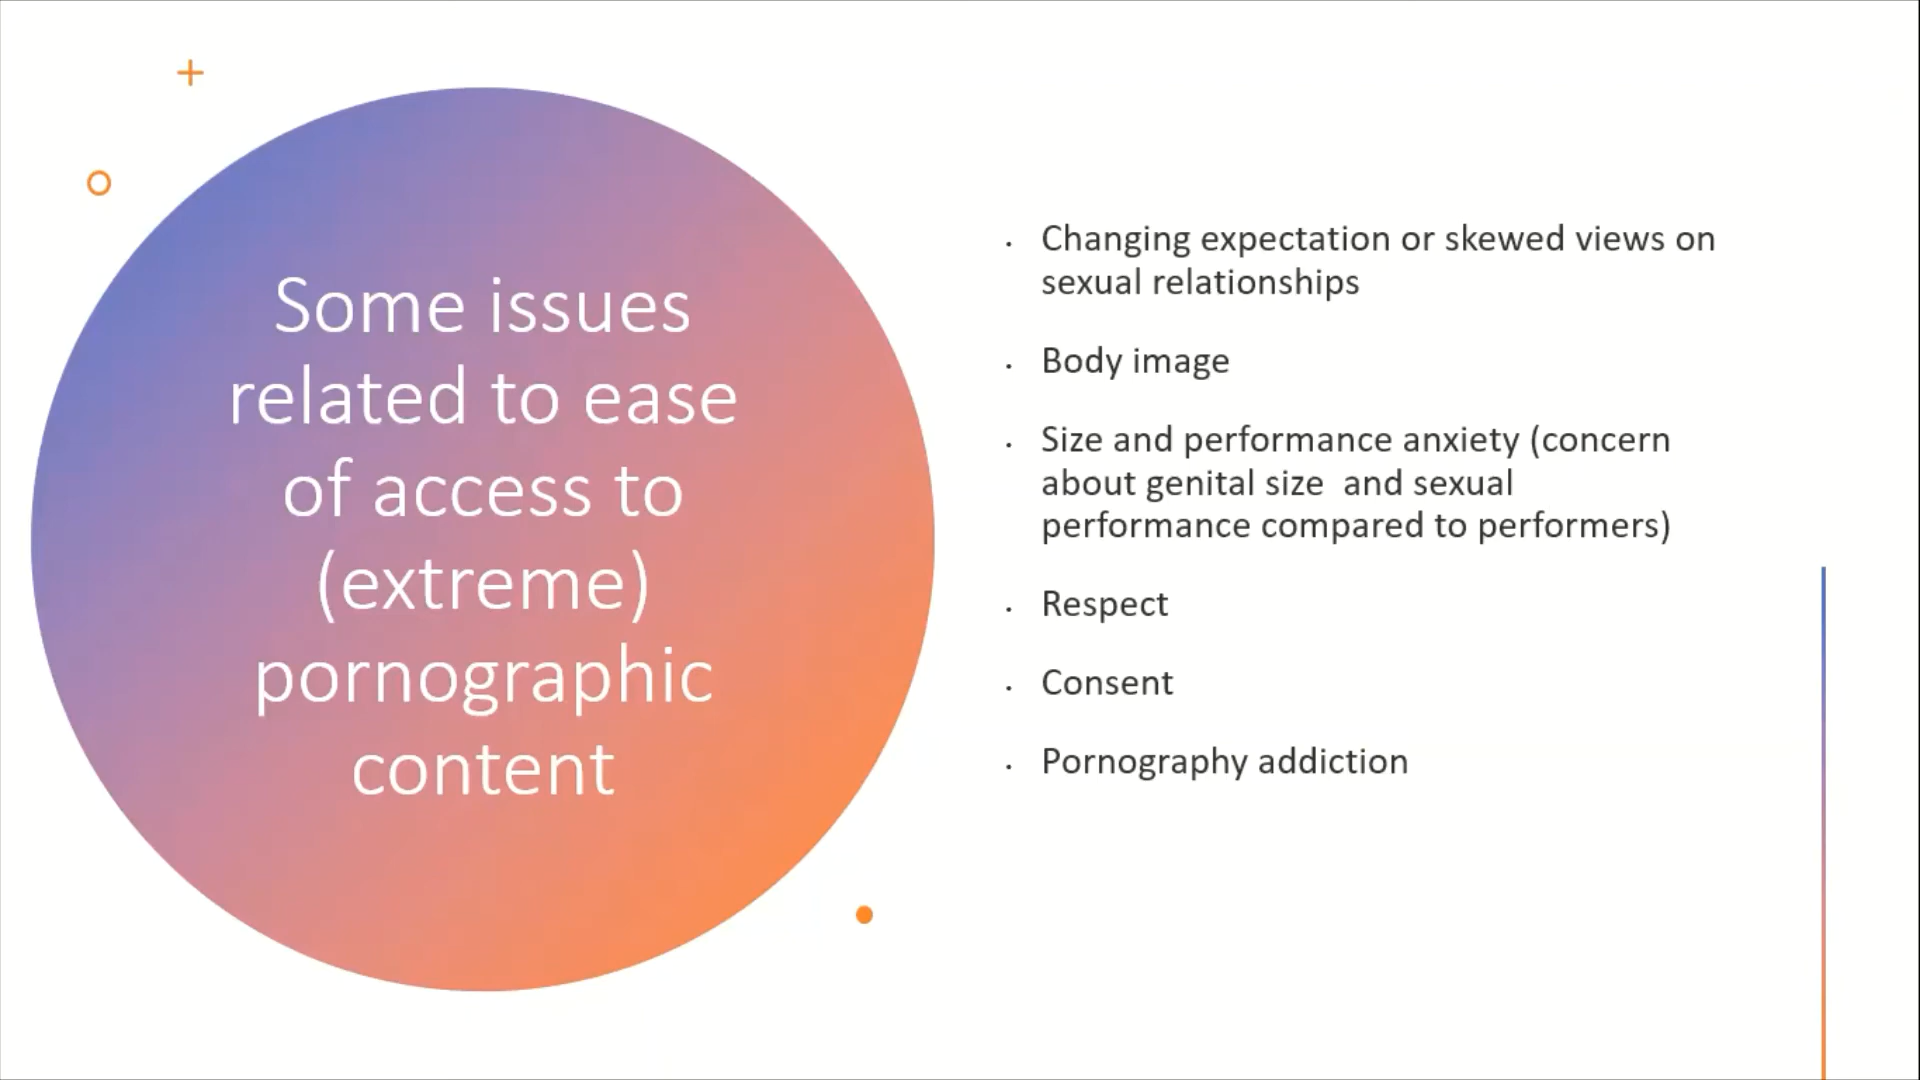 Some issues
related to ease
of access to
(extreme)
pornographic
content
· Changing expectation or skewed views on
sexual relationships
· Body image
· Size and performance anxiety (concern
about genital size  and sexual
performance compared to performers)
· Respect
· Consent
· Pornography addiction